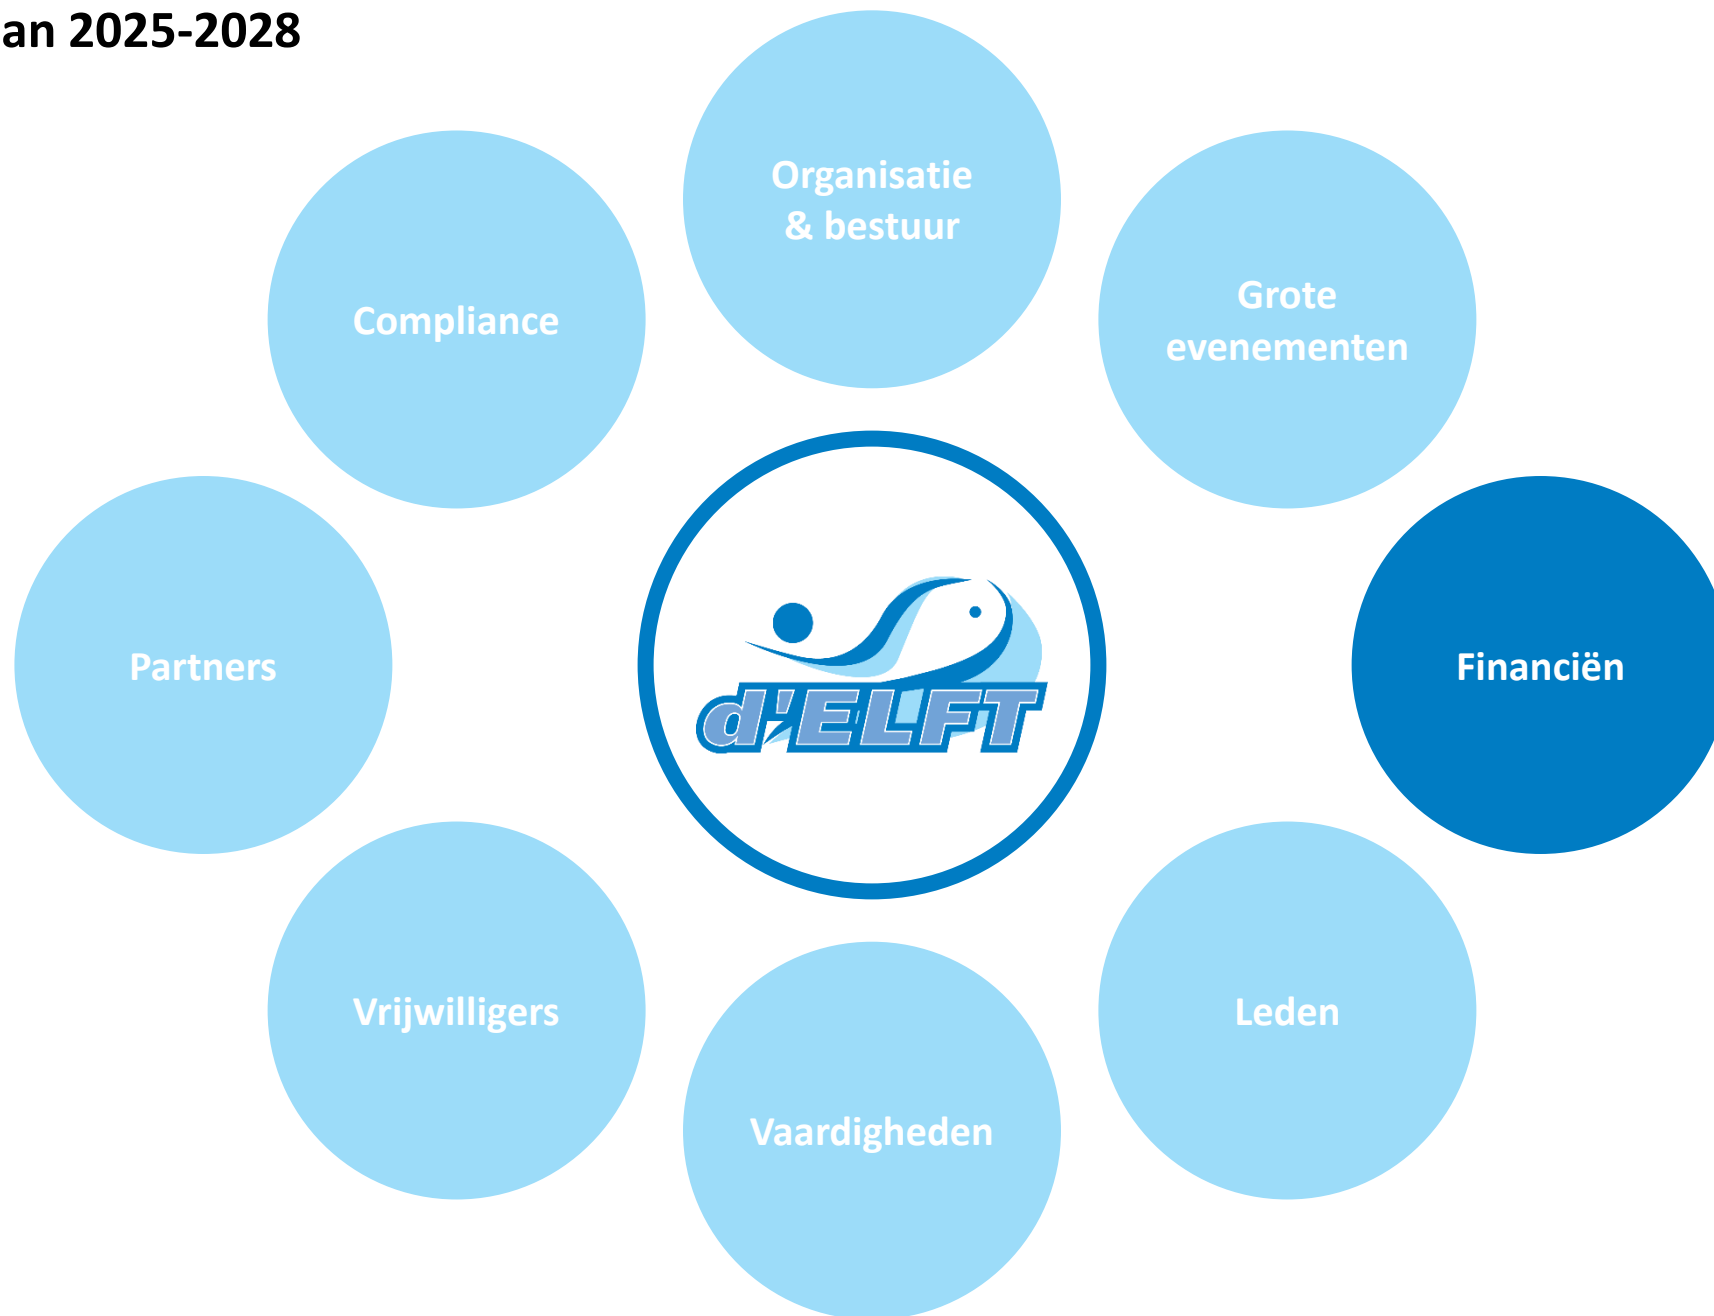 an 2025-2028
Organisatie
& bestuur
Compliance
Grote
evenementen
Partners
d'ELFT
Financiën
Vrijwilligers
Leden
Vaardigheden